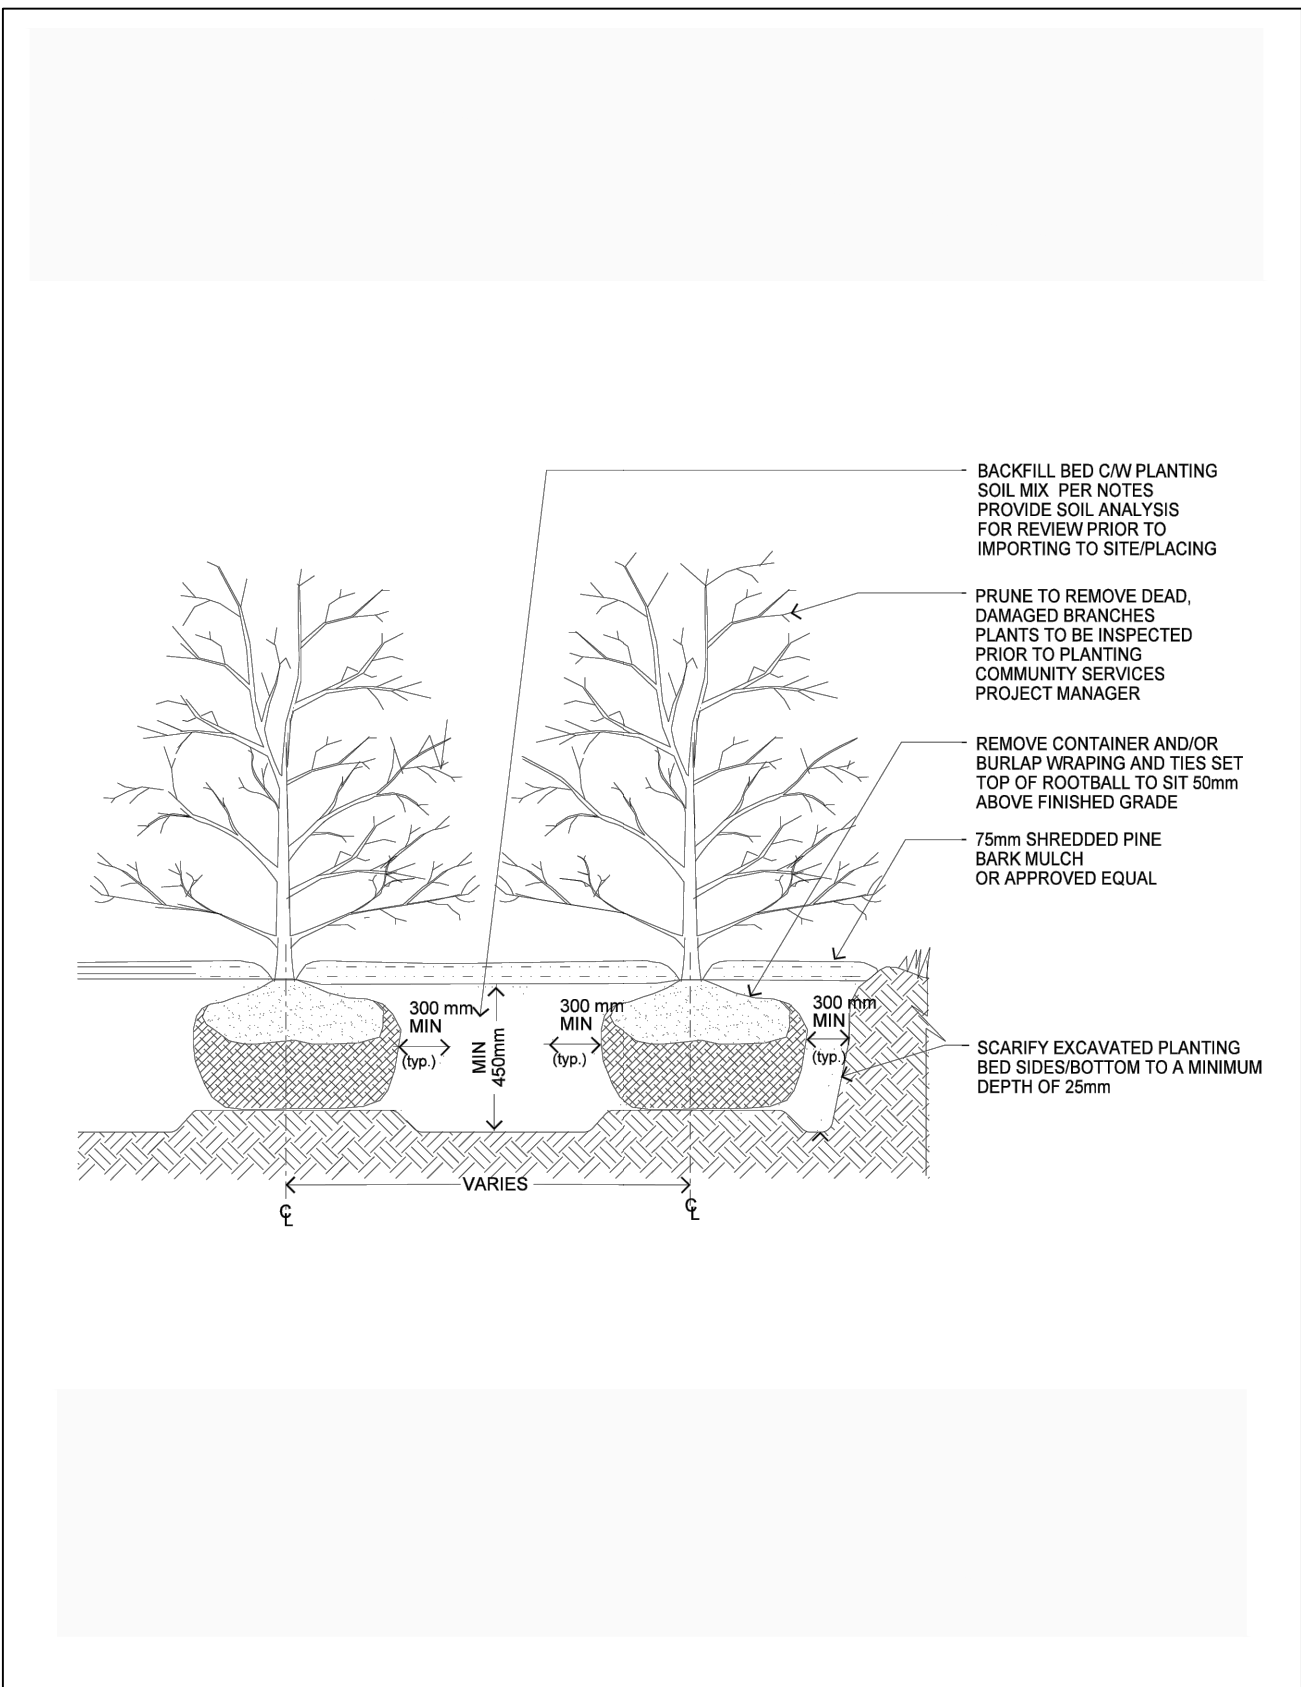 BACKFILL BED C/W PLANTING
SOIL MIX PER NOTES
PROVIDE SOIL ANALYSIS
FOR REVIEW PRIOR TO
IMPORTING TO SITE/PLACING
PRUNE TO REMOVE DEAD,
DAMAGED BRANCHES
PLANTS TO BE INSPECTED
PRIOR TO PLANTING
COMMUNITY SERVICES
PROJECT MANAGER
REMOVE CONTAINER AND/OR
BURLAP WRAPING AND TIES SET
TOP OF ROOTBALL TO SIT 50mm
ABOVE FINISHED GRADE
75mm SHREDDED PINE
BARK MULCH
OR APPROVED EQUAL
300 mm
MIN
(typ.)
MIN
450mm
300 mm
MIN
(typ.)
300 mm
MIN
(typ.)
SCARIFY EXCAVATED PLANTING
BED SIDES/BOTTOM TO A MINIMUM
DEPTH OF 25mm
VARIES
℄
℄